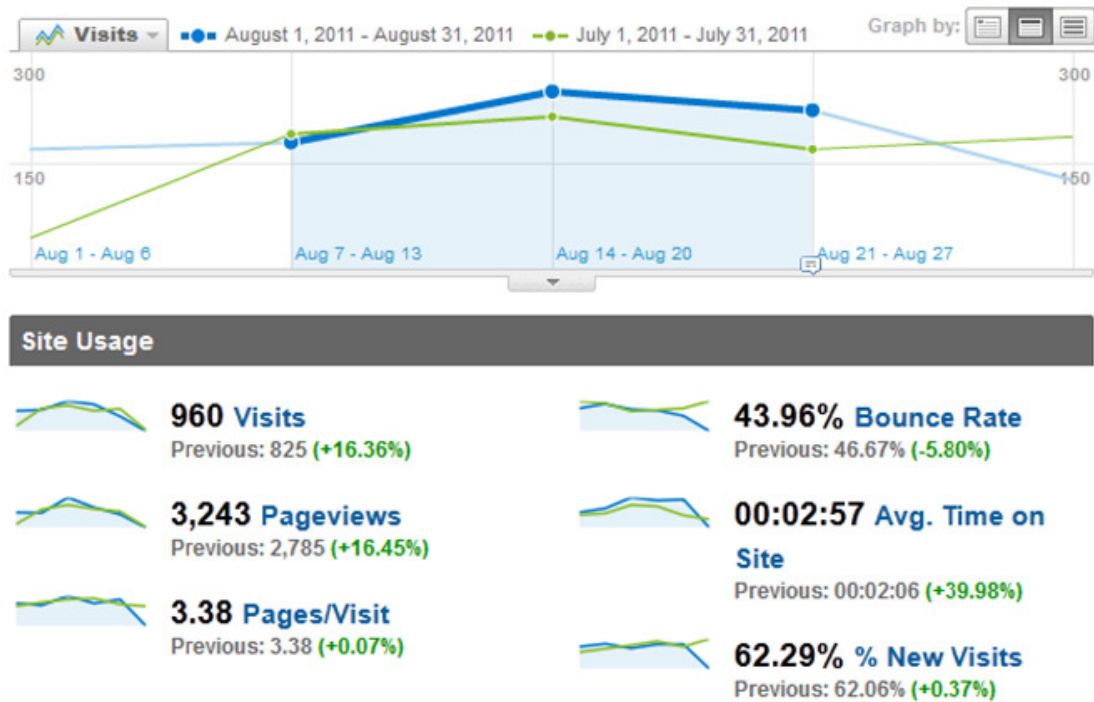 Visits August 1, 2011 - August 31, 2011 July 1, 2011 - July 31, 2011 Graph by:
300 300
150 150
Aug 1 - Aug 6 Aug 7 - Aug 13 Aug 14 - Aug 20 Aug 21 - Aug 27
Site Usage
960 Visits
Previous: 825 (+16.36%)
3,243 Pageviews
Previous: 2,785 (+16.45%)
3.38 Pages/Visit
Previous: 3.38 (+0.07%)
43.96% Bounce Rate
Previous: 46.67% (-5.80%)
00:02:57 Avg. Time on
Site
Previous: 00:02:06 (+39.98%)
62.29% % New Visits
Previous: 62.06% (+0.37%)